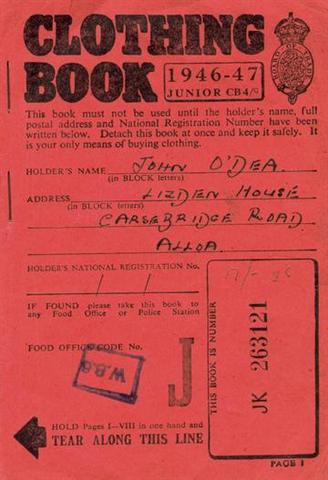 CLOTHING
BOOK
1946-47
JUNIOR CB4/9
BOARD OF TRADE
This book must not be used until the holder's name, full
postal address and National Registration Number have been
written below. Detach this book at once and keep it safely. It
is your only means of buying clothing.
HOLDER'S NAME JOHN O'DEA
(in BLOCK letters)
ADDRESS LIZDEN HOUSE
(in BLOCK letters)
CARSEBRIDGE ROAD
ALLOA.
HOLDER'S NATIONAL REGISTRATION No.
/ /
IF FOUND please take this book to
any Food Office or Police Station
FOOD OFFICE CODE No.
W.B.8
J
THIS BOOK IS NUMBER
JK 263121
HOLD Pages I—VIII in one hand and
TEAR ALONG THIS LINE
PAGE I